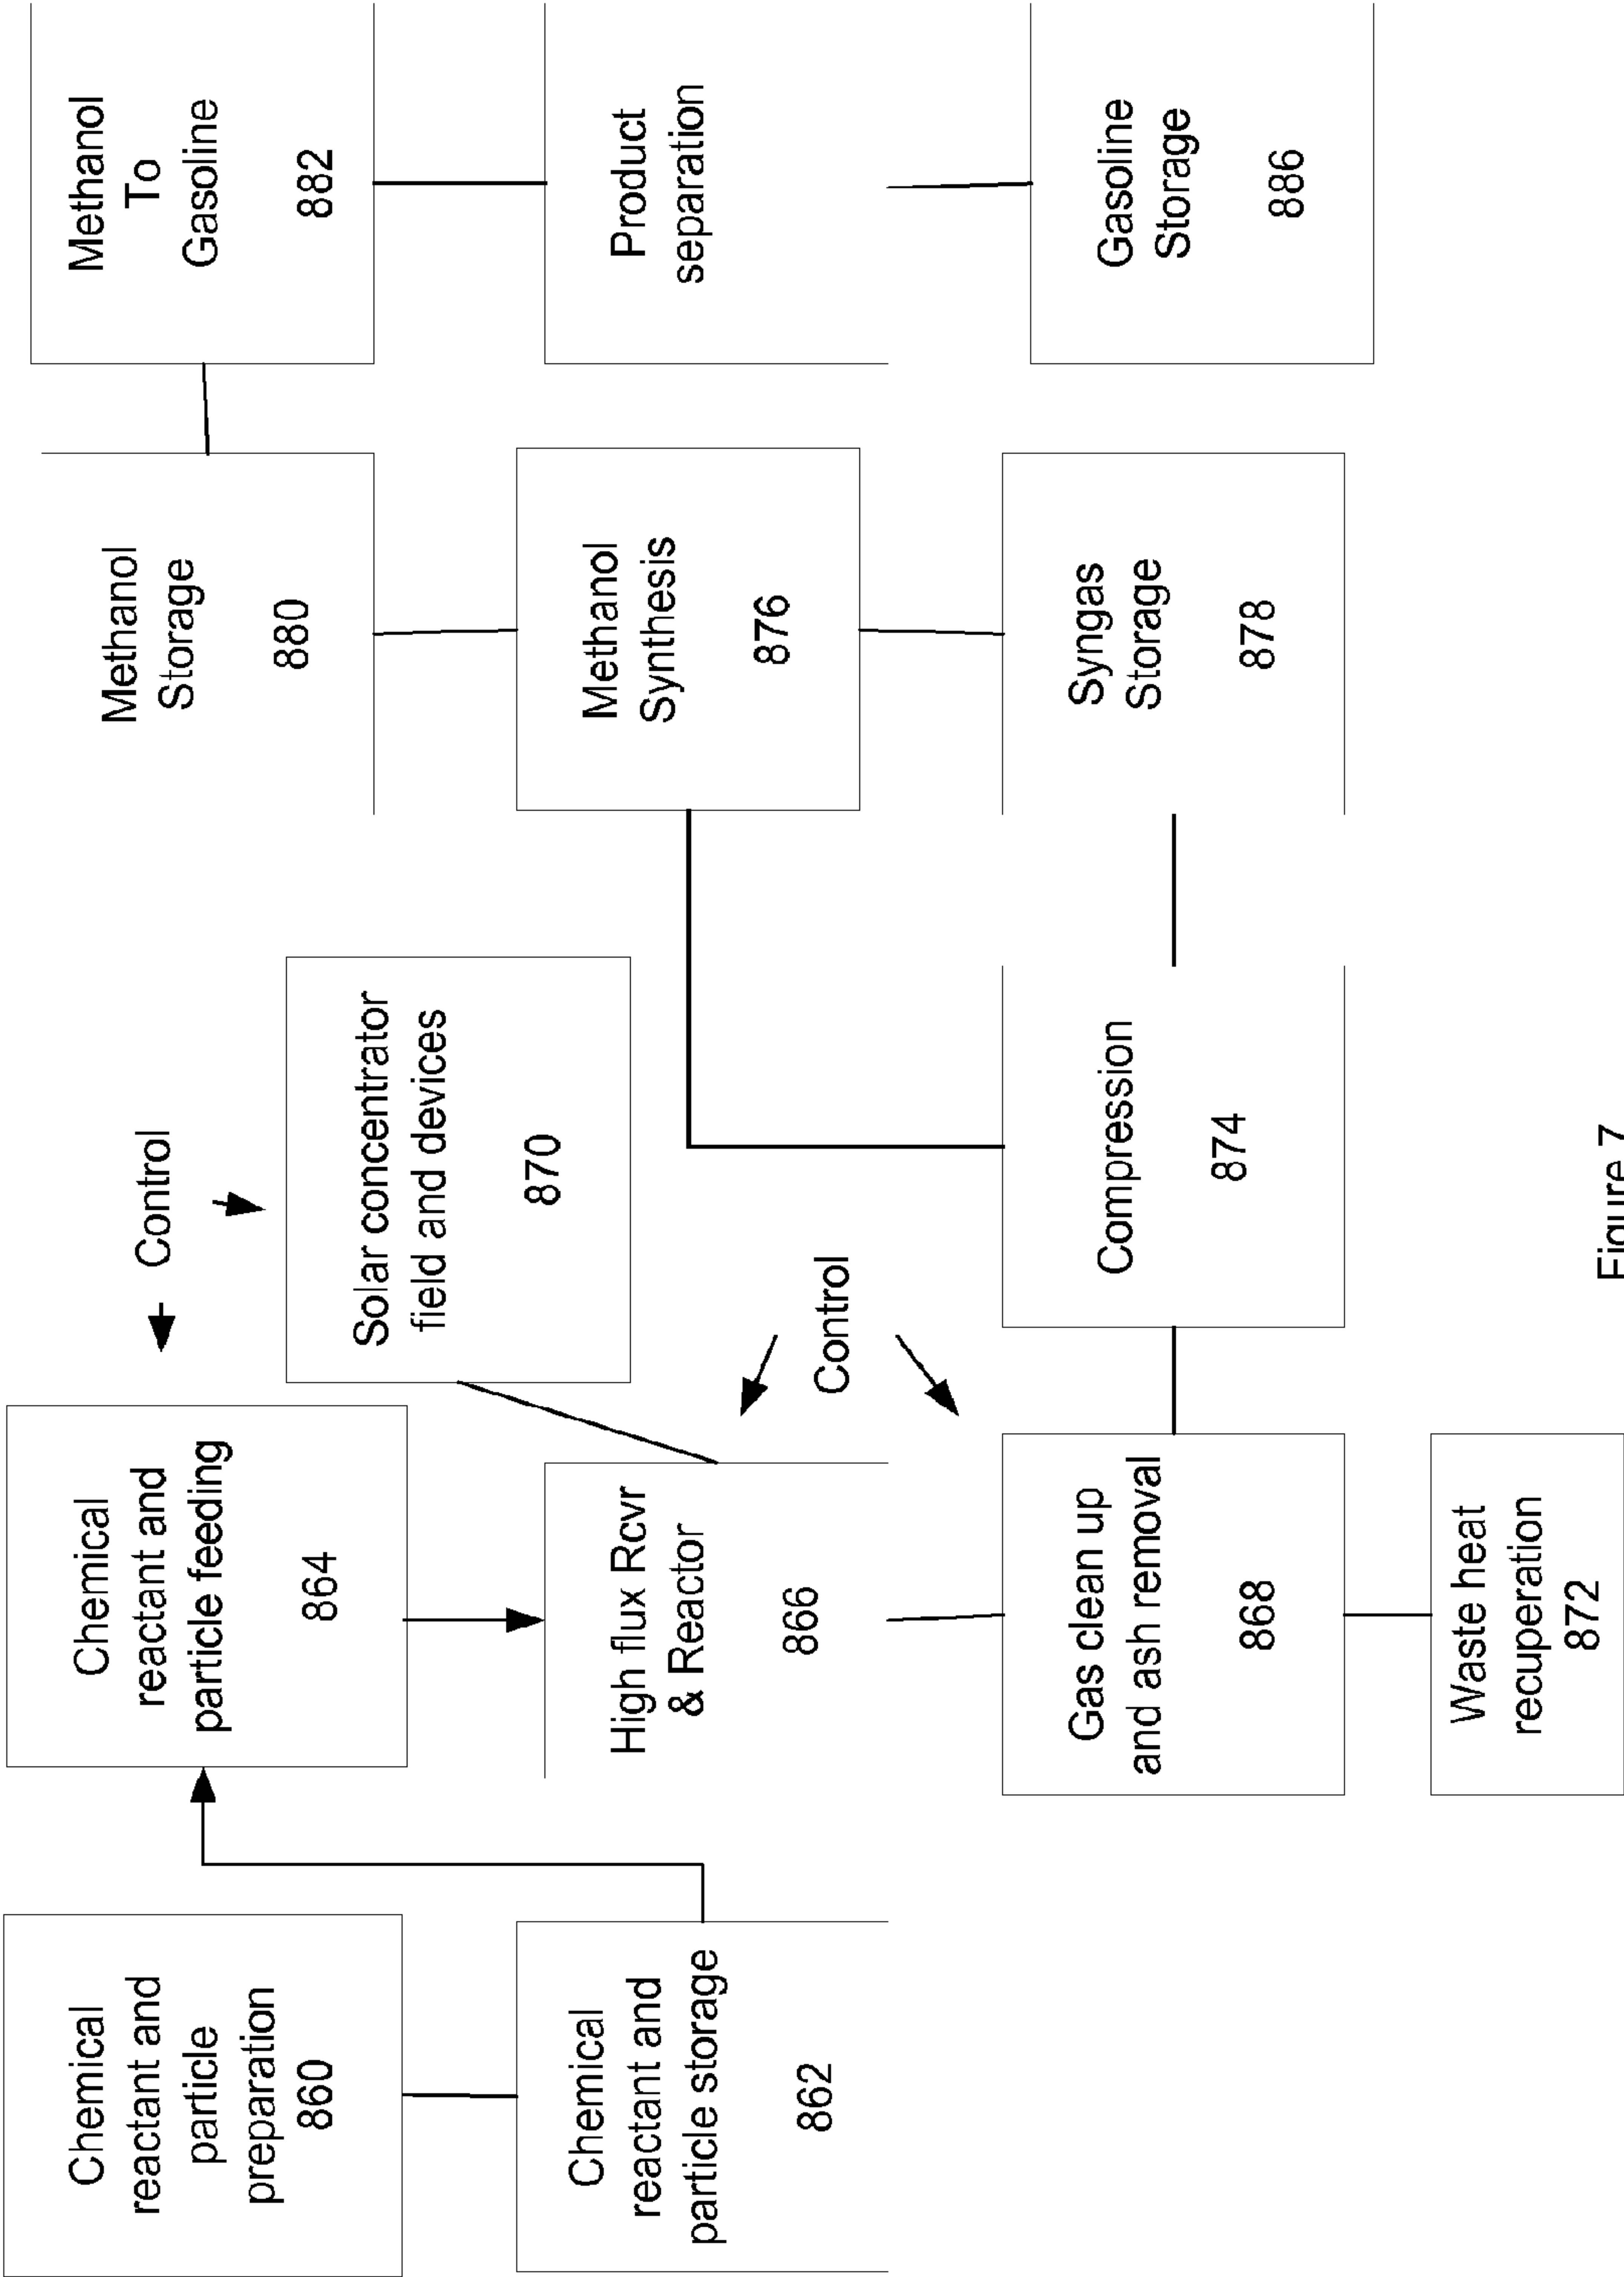 Chemical
reactant and
particle
preparation
860
Chemical
reactant and
particle storage
862
Chemical
reactant and
particle feeding
864
High flux Rcvr
& Reactor
866
Gas clean up
and ash removal
868
Waste heat
recuperation
872
Control
Solar concentrator
field and devices
870
Control
Compression
874
Methanol
Storage
880
Methanol
Synthesis
876
Syngas
Storage
878
Methanol
To
Gasoline
882
Product
separation
Gasoline
Storage
886
Figure 7